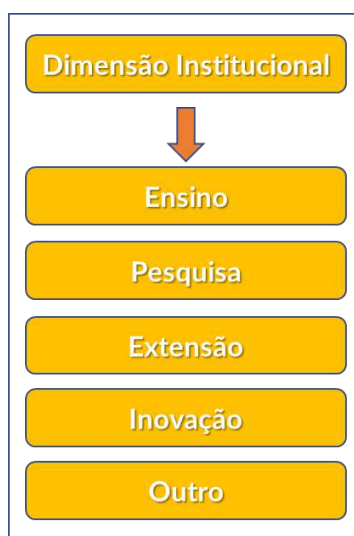 Dimensão Institucional
Ensino
Pesquisa
Extensão
Inovação
Outro